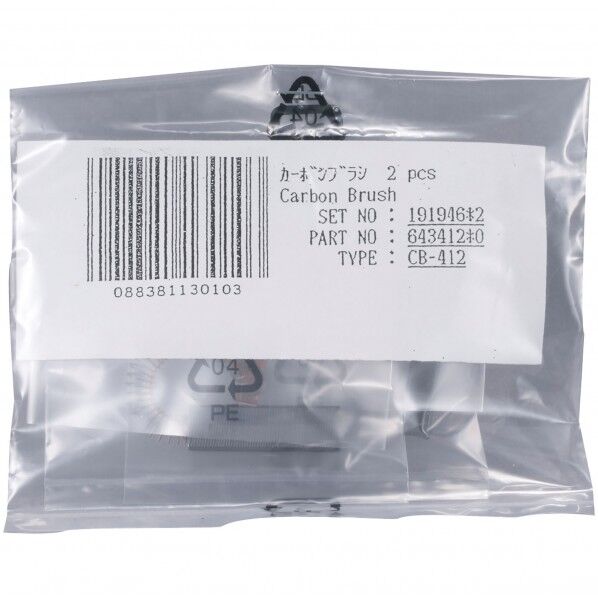 04
カーボンブラシ 2 pcs
Carbon Brush
SET NO : 191946*2
PART NO : 643412*0
TYPE : CB-412
088381130103
04
PE